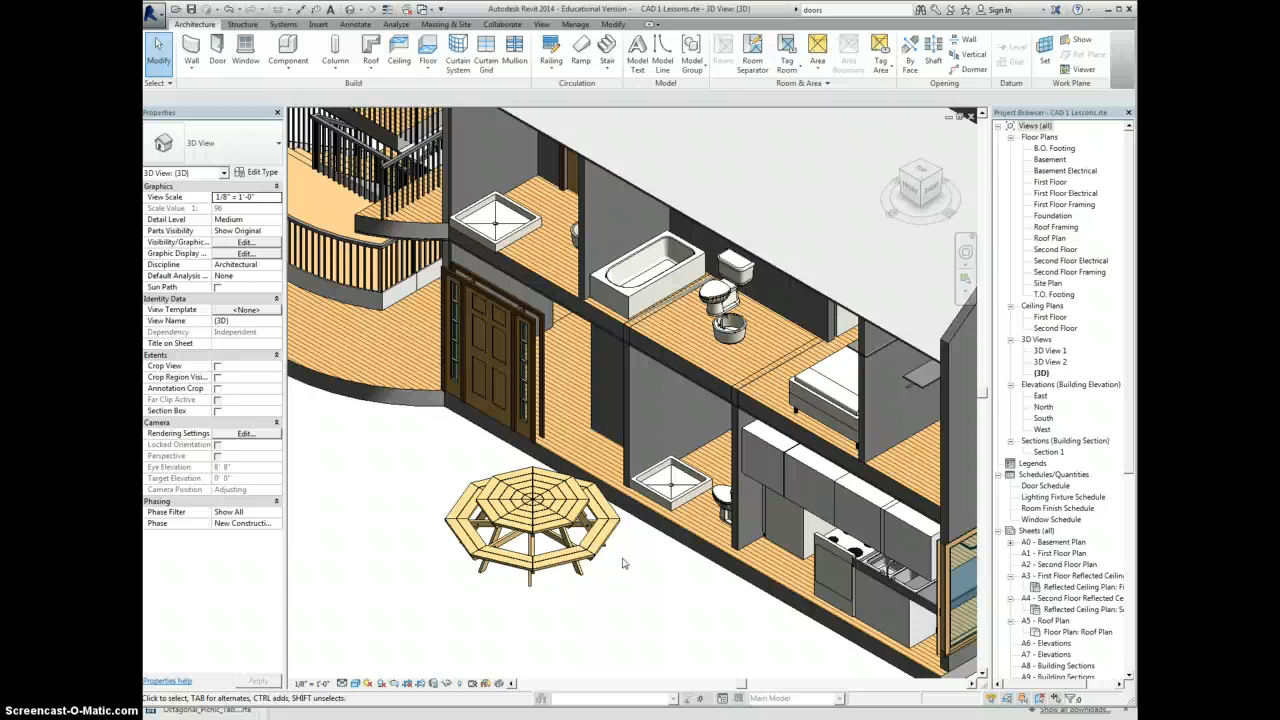 Autodesk Revit 2014 - Educational Version - CAD 1 Lessons.rte - 3D View: {3D}
doors
Sign In
Architecture Structure Systems Insert Annotate Analyze Massing & Site Collaborate View Manage Modify
Modify Wall Door Window Component Column Roof Ceiling Floor Curtain System Curtain Grid Mullion Railing Ramp Stair Model Text Model Line Model Group Room Room Separator Tag Room Area Area Boundary Tag Area By Face Shaft Wall Vertical Dormer Level Grid Set Show Ref Plane Viewer
Select Build Circulation Model Room & Area Opening Datum Work Plane
Properties
3D View
3D View: {3D} Edit Type
Graphics
View Scale 1/8" = 1'-0"
Scale Value 1: 96
Detail Level Medium
Parts Visibility Show Original
Visibility/Graphic... Edit...
Graphic Display ... Edit...
Discipline Architectural
Default Analysis ... None
Sun Path
Identity Data
View Template <None>
View Name {3D}
Dependency Independent
Title on Sheet
Extents
Crop View
Crop Region Visi...
Annotation Crop
Far Clip Active
Section Box
Camera
Rendering Settings Edit...
Locked Orientation
Perspective
Eye Elevation 8' 8"
Target Elevation 0' 0"
Camera Position Adjusting
Phasing
Phase Filter Show All
Phase New Constructi...
Properties help Apply
Project Browser - CAD 1 Lessons.rte
Views (all)
Floor Plans
B.O. Footing
Basement
Basement Electrical
First Floor
First Floor Electrical
First Floor Framing
Foundation
Roof Framing
Roof Plan
Second Floor
Second Floor Electrical
Second Floor Framing
Site Plan
T.O. Footing
Ceiling Plans
First Floor
Second Floor
3D Views
3D View 1
3D View 2
{3D}
Elevations (Building Elevation)
East
North
South
West
Sections (Building Section)
Section 1
Legends
Schedules/Quantities
Door Schedule
Lighting Fixture Schedule
Room Finish Schedule
Window Schedule
Sheets (all)
A0 - Basement Plan
A1 - First Floor Plan
A2 - Second Floor Plan
A3 - First Floor Reflected Ceiling
Reflected Ceiling Plan: Fi
A4 - Second Floor Reflected Ce
Reflected Ceiling Plan: S
A5 - Roof Plan
Floor Plan: Roof Plan
A6 - Elevations
A7 - Elevations
A8 - Building Sections
A9 - Building Sections
1/8" = 1'-0"
Click to select, TAB for alternates, CTRL adds, SHIFT unselects.
:0 Main Model :0
Octagonal_Picnic_Tab....rfa
Show all downloads...
Screencast-O-Matic.com